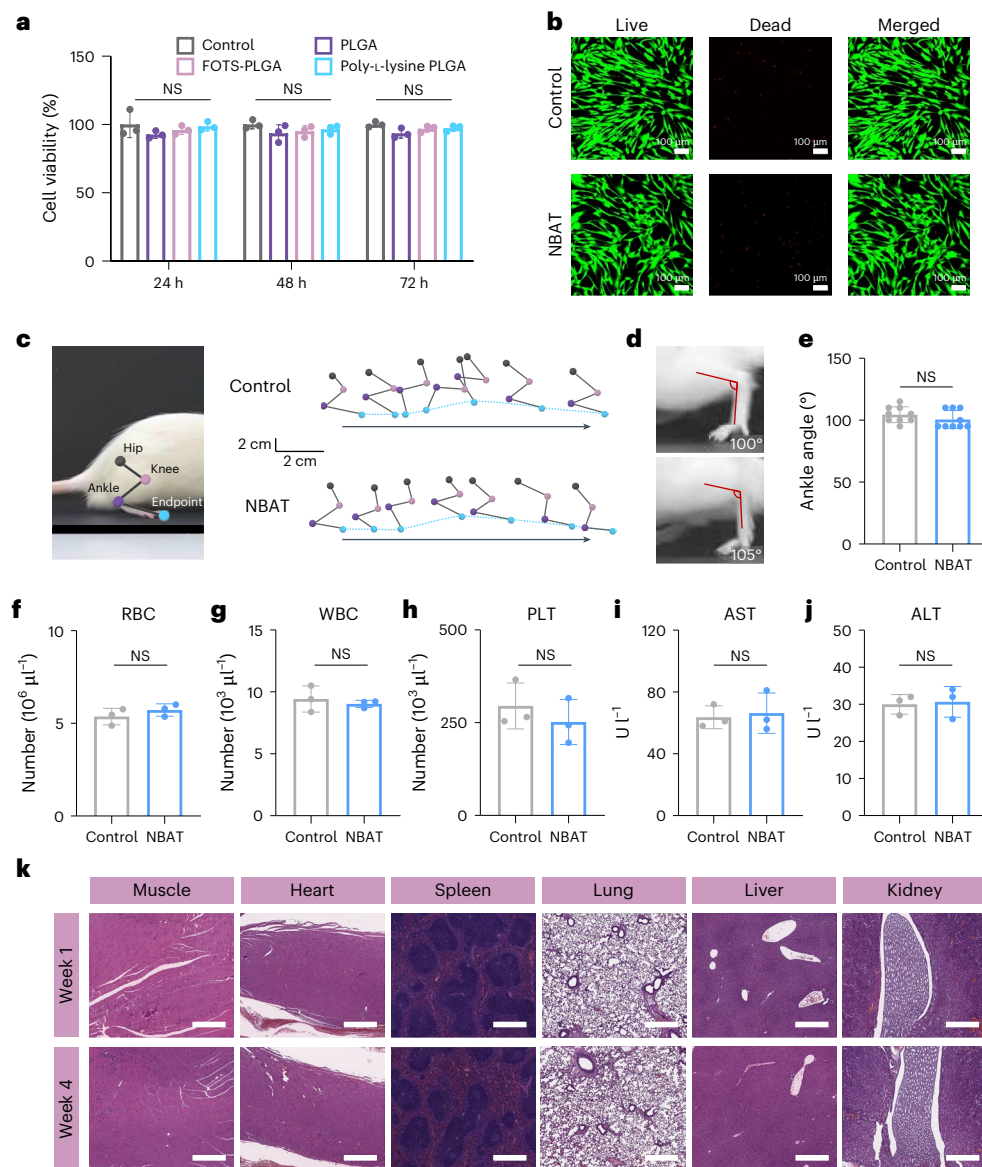 a
Control
PLGA
FOTS-PLGA
Poly-L-lysine PLGA
Cell viability (%)
150
100
50
0
NS
NS
NS
24 h
48 h
72 h
b
Live
Dead
Merged
Control
100 μm
100 μm
100 μm
NBAT
100 μm
100 μm
100 μm
c
Hip
Knee
Ankle
Endpoint
Control
2 cm
2 cm
NBAT
d
100°
105°
e
Ankle angle (°)
150
100
50
0
NS
Control NBAT
f
RBC
Number (10⁶ μl⁻¹)
10
5
0
NS
Control NBAT
g
WBC
Number (10³ μl⁻¹)
15
10
5
0
NS
Control NBAT
h
PLT
Number (10³ μl⁻¹)
500
250
0
NS
Control NBAT
i
AST
U l⁻¹
120
80
40
0
NS
Control NBAT
j
ALT
U l⁻¹
50
40
30
20
10
0
NS
Control NBAT
k
Muscle
Heart
Spleen
Lung
Liver
Kidney
Week 1
Week 4